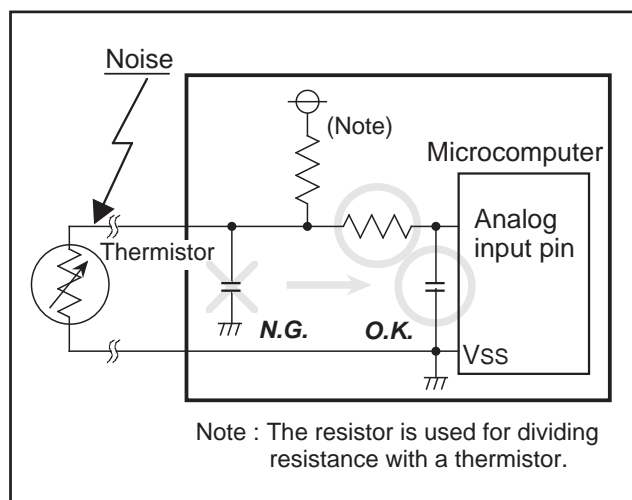 Noise
(Note)
Microcomputer
Analog
input pin
Thermistor
N.G.
O.K.
VSS
Note : The resistor is used for dividing
resistance with a thermistor.